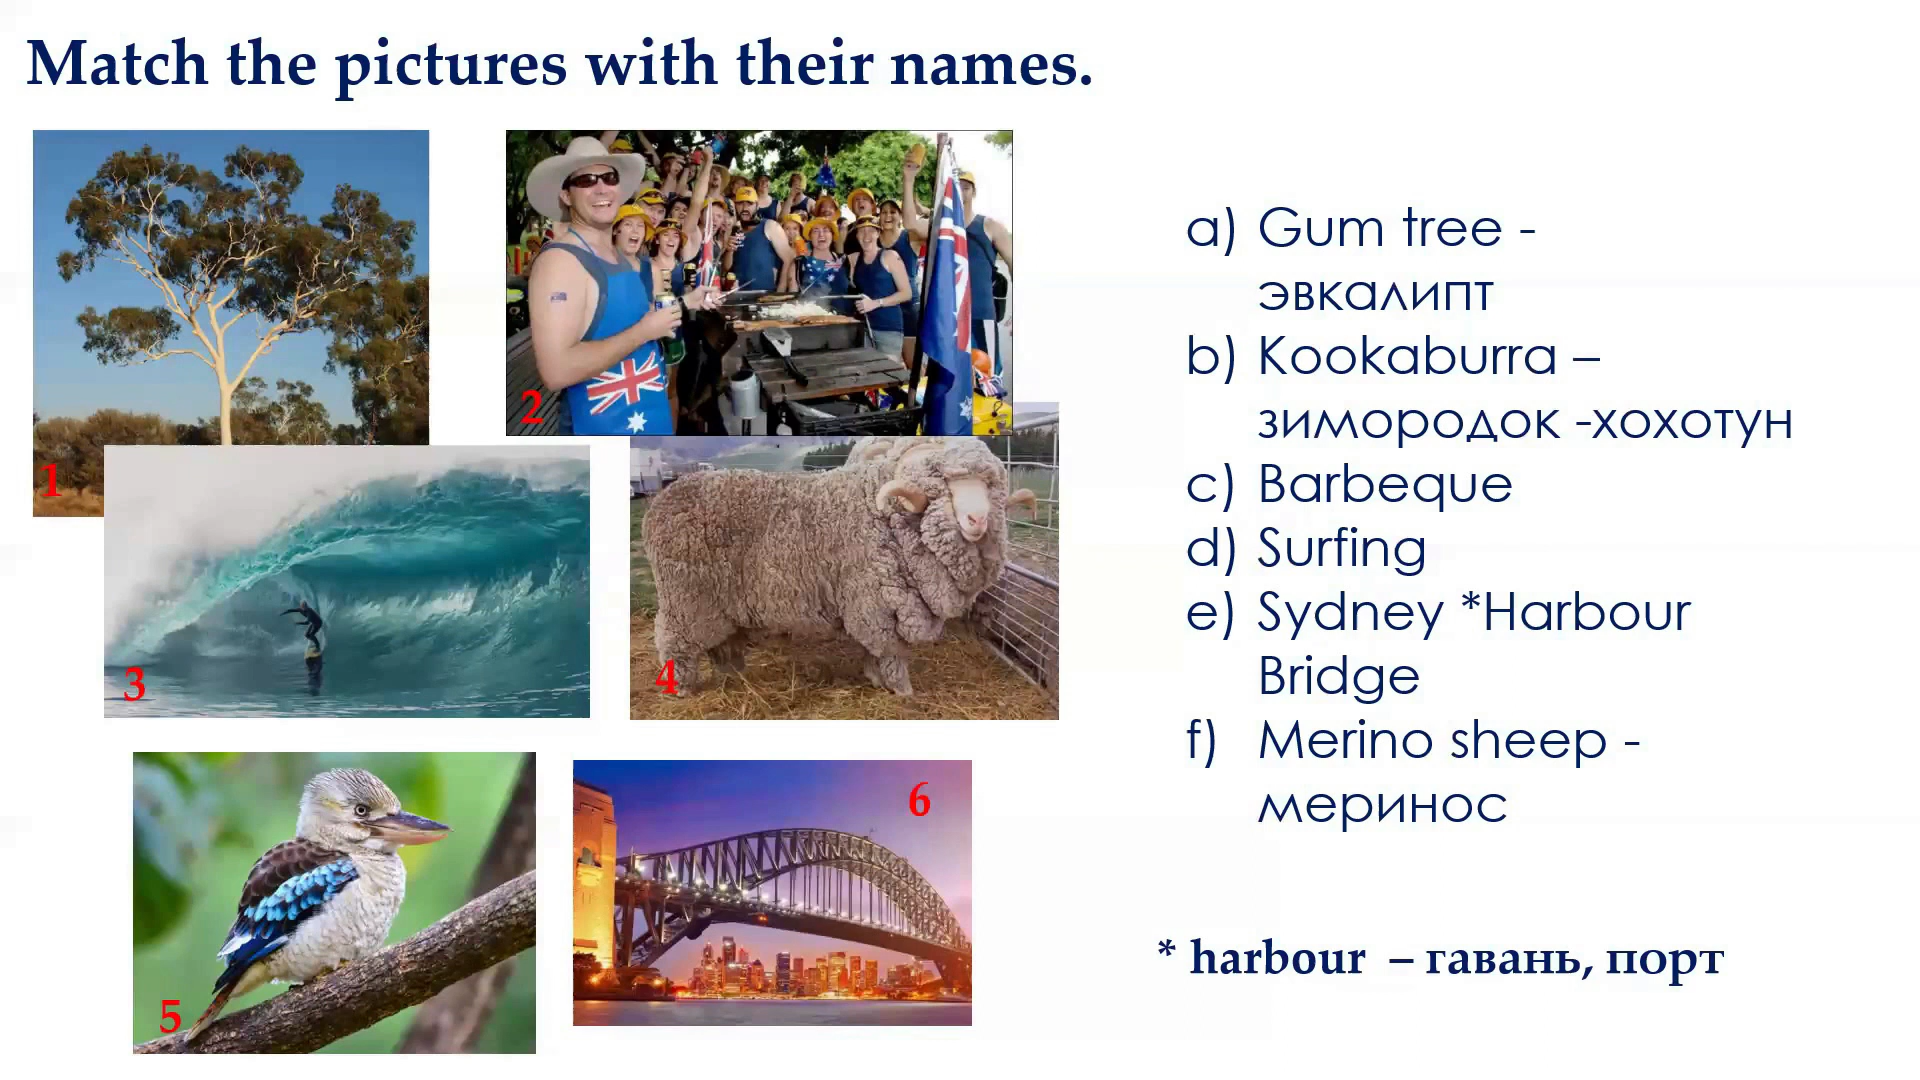 Match the pictures with their names.
1
2
3
4
5
6
a) Gum tree -
эвкалипт
b) Kookaburra –
зимородок -хохотун
c) Barbeque
d) Surfing
e) Sydney *Harbour
Bridge
f) Merino sheep -
меринос
* harbour – гавань, порт